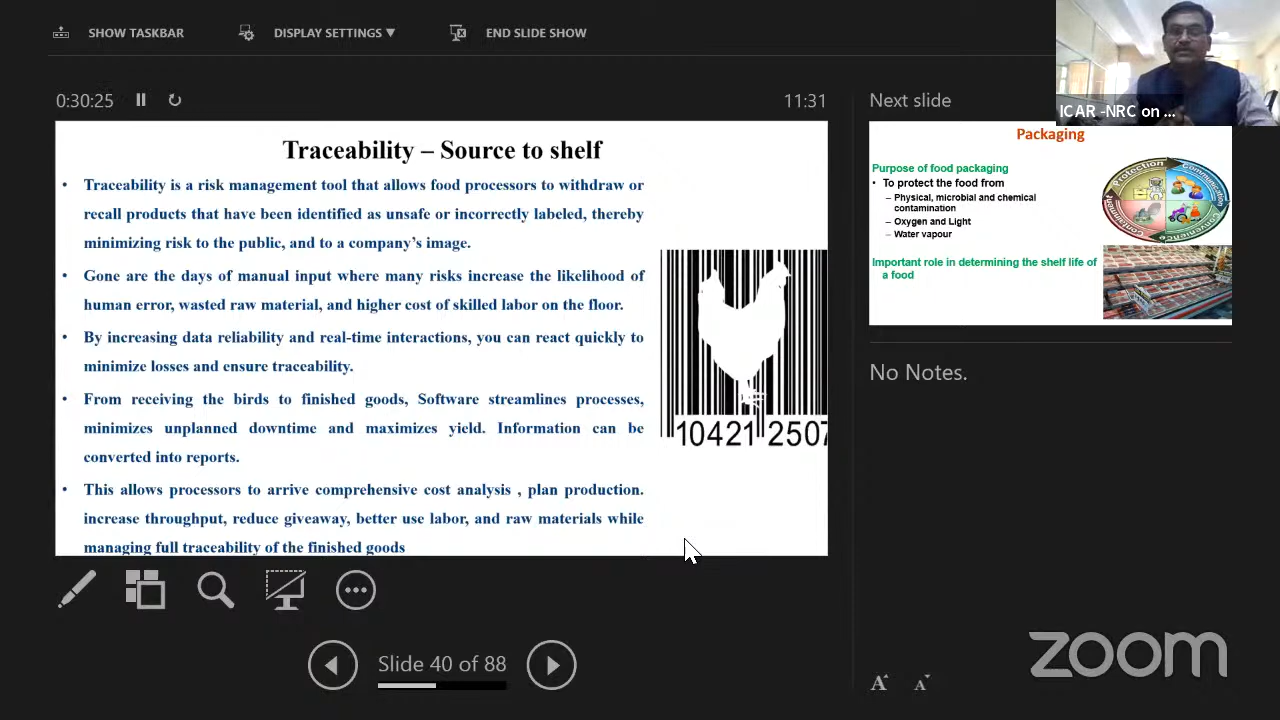 SHOW TASKBAR
DISPLAY SETTINGS ▼
END SLIDE SHOW
0:30:25
11:31
Next slide
ICAR -NRC on ...
Traceability – Source to shelf
• Traceability is a risk management tool that allows food processors to withdraw or
recall products that have been identified as unsafe or incorrectly labeled, thereby
minimizing risk to the public, and to a company's image.
• Gone are the days of manual input where many risks increase the likelihood of
human error, wasted raw material, and higher cost of skilled labor on the floor.
• By increasing data reliability and real-time interactions, you can react quickly to
minimize losses and ensure traceability.
• From receiving the birds to finished goods, Software streamlines processes,
minimizes unplanned downtime and maximizes yield. Information can be
converted into reports.
• This allows processors to arrive comprehensive cost analysis , plan production.
increase throughput, reduce giveaway, better use labor, and raw materials while
managing full traceability of the finished goods
10421 2507
Packaging
Purpose of food packaging
• To protect the food from
– Physical, microbial and chemical
contamination
– Oxygen and Light
– Water vapour
Important role in determining the shelf life of
a food
Protection
Communication
Convenience
Containment
No Notes.
Slide 40 of 88
A A
zoom